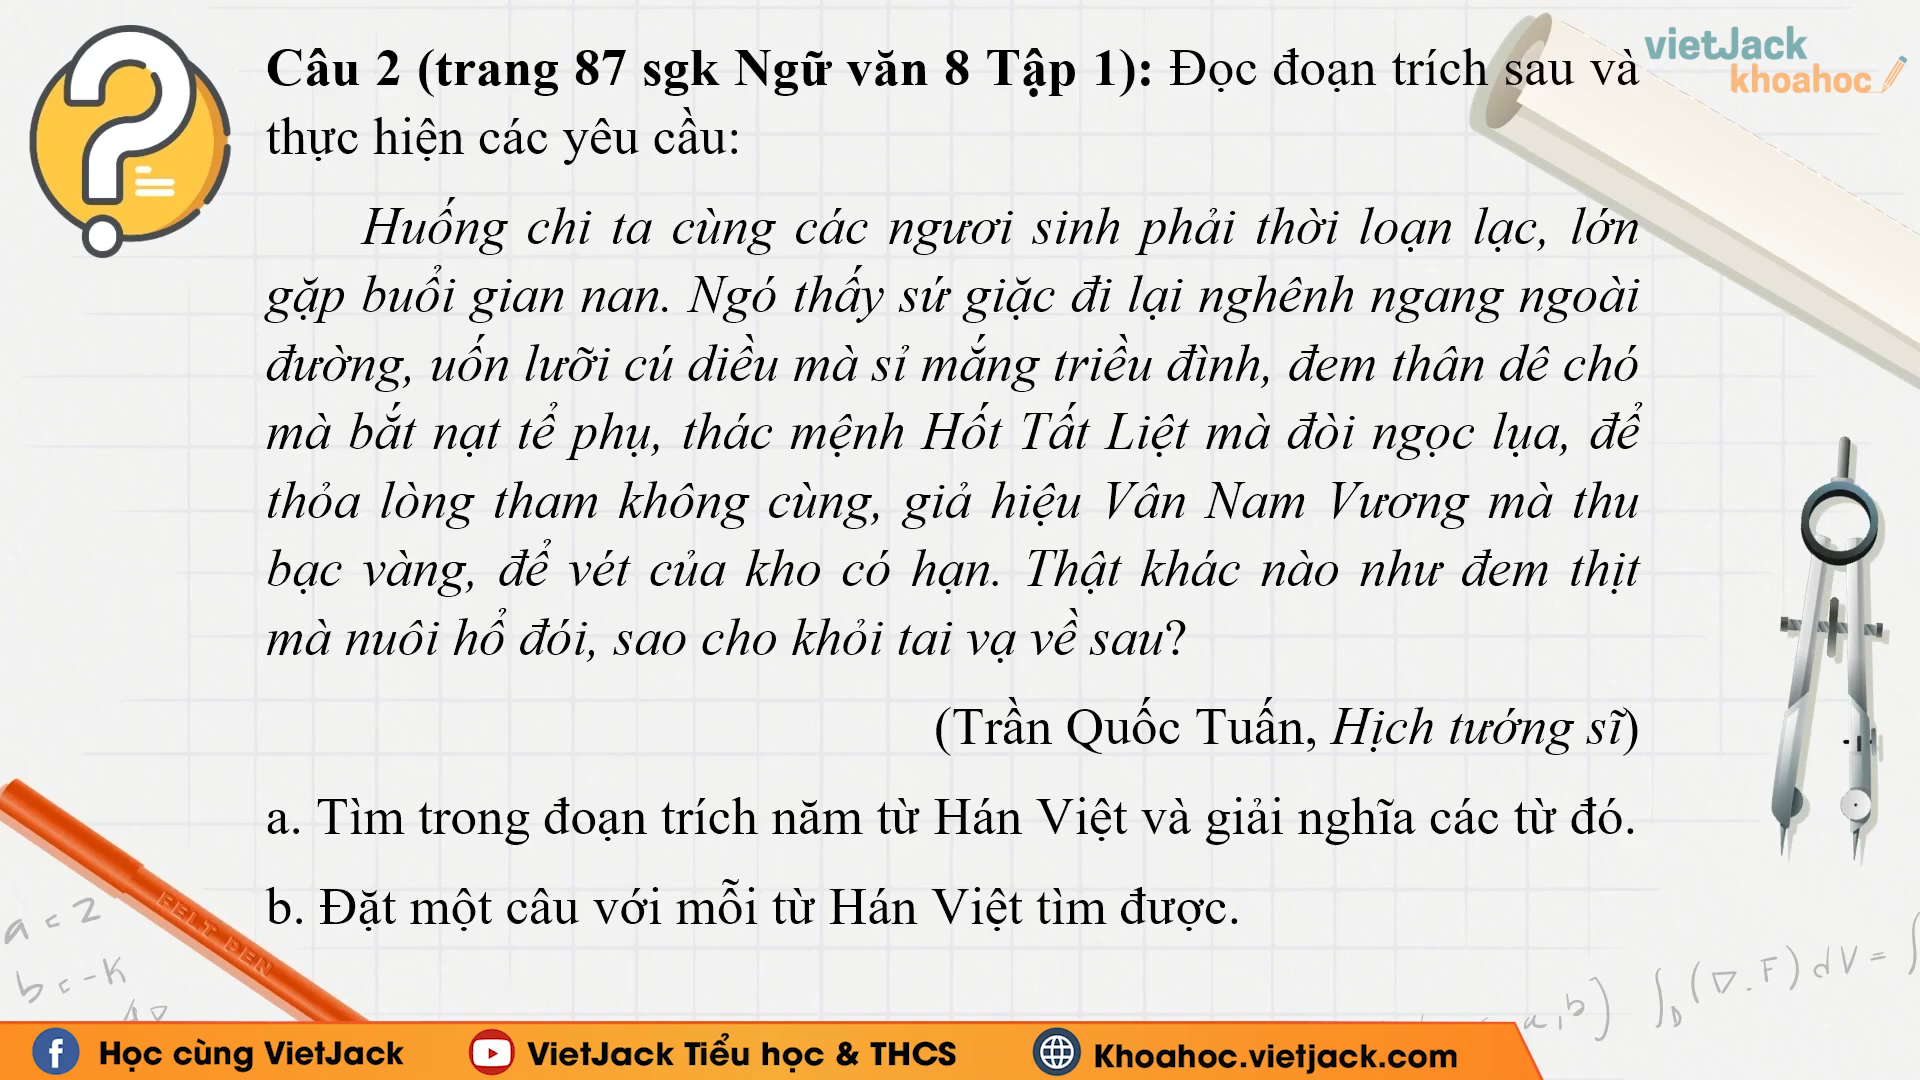 vietJack
khoahoc
Câu 2 (trang 87 sgk Ngữ văn 8 Tập 1): Đọc đoạn trích sau và
thực hiện các yêu cầu:
Huống chi ta cùng các ngươi sinh phải thời loạn lạc, lớn
gặp buổi gian nan. Ngó thấy sứ giặc đi lại nghênh ngang ngoài
đường, uốn lưỡi cú diều mà sỉ mắng triều đình, đem thân dê chó
mà bắt nạt tể phụ, thác mệnh Hốt Tất Liệt mà đòi ngọc lụa, để
thỏa lòng tham không cùng, giả hiệu Vân Nam Vương mà thu
bạc vàng, để vét của kho có hạn. Thật khác nào như đem thịt
mà nuôi hổ đói, sao cho khỏi tai vạ về sau?
(Trần Quốc Tuấn, Hịch tướng sĩ)
a. Tìm trong đoạn trích năm từ Hán Việt và giải nghĩa các từ đó.
b. Đặt một câu với mỗi từ Hán Việt tìm được.
FELT PEN
a = 2
b = -k
∫D (∇.F) dV =
a,b)
Học cùng VietJack
VietJack Tiểu học & THCS
Khoahoc.vietjack.com